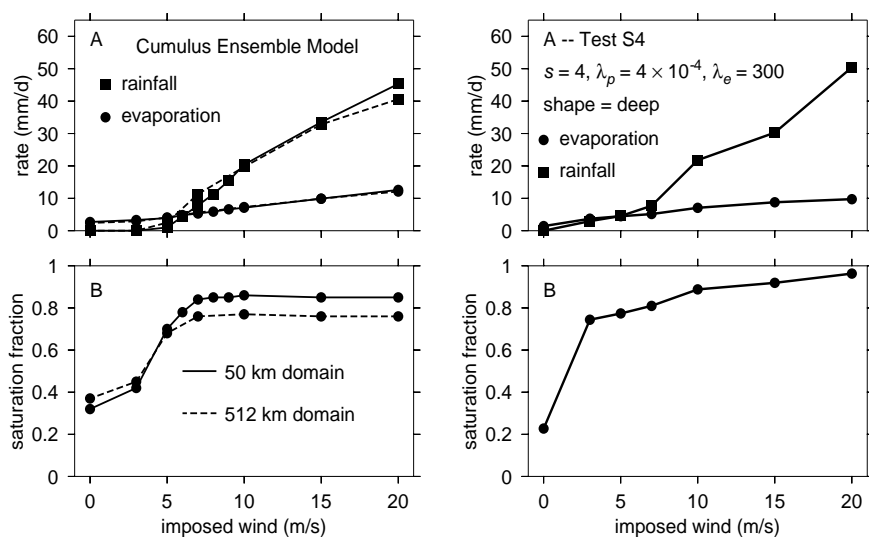 A
Cumulus Ensemble Model
rainfall
evaporation
rate (mm/d)
60
50
40
30
20
10
0
B
50 km domain
512 km domain
saturation fraction
1
0.8
0.6
0.4
0.2
0
0 5 10 15 20
imposed wind (m/s)
A -- Test S4
s = 4, λp = 4 × 10-4, λe = 300
shape = deep
evaporation
rainfall
rate (mm/d)
60
50
40
30
20
10
0
B
saturation fraction
1
0.8
0.6
0.4
0.2
0
0 5 10 15 20
imposed wind (m/s)